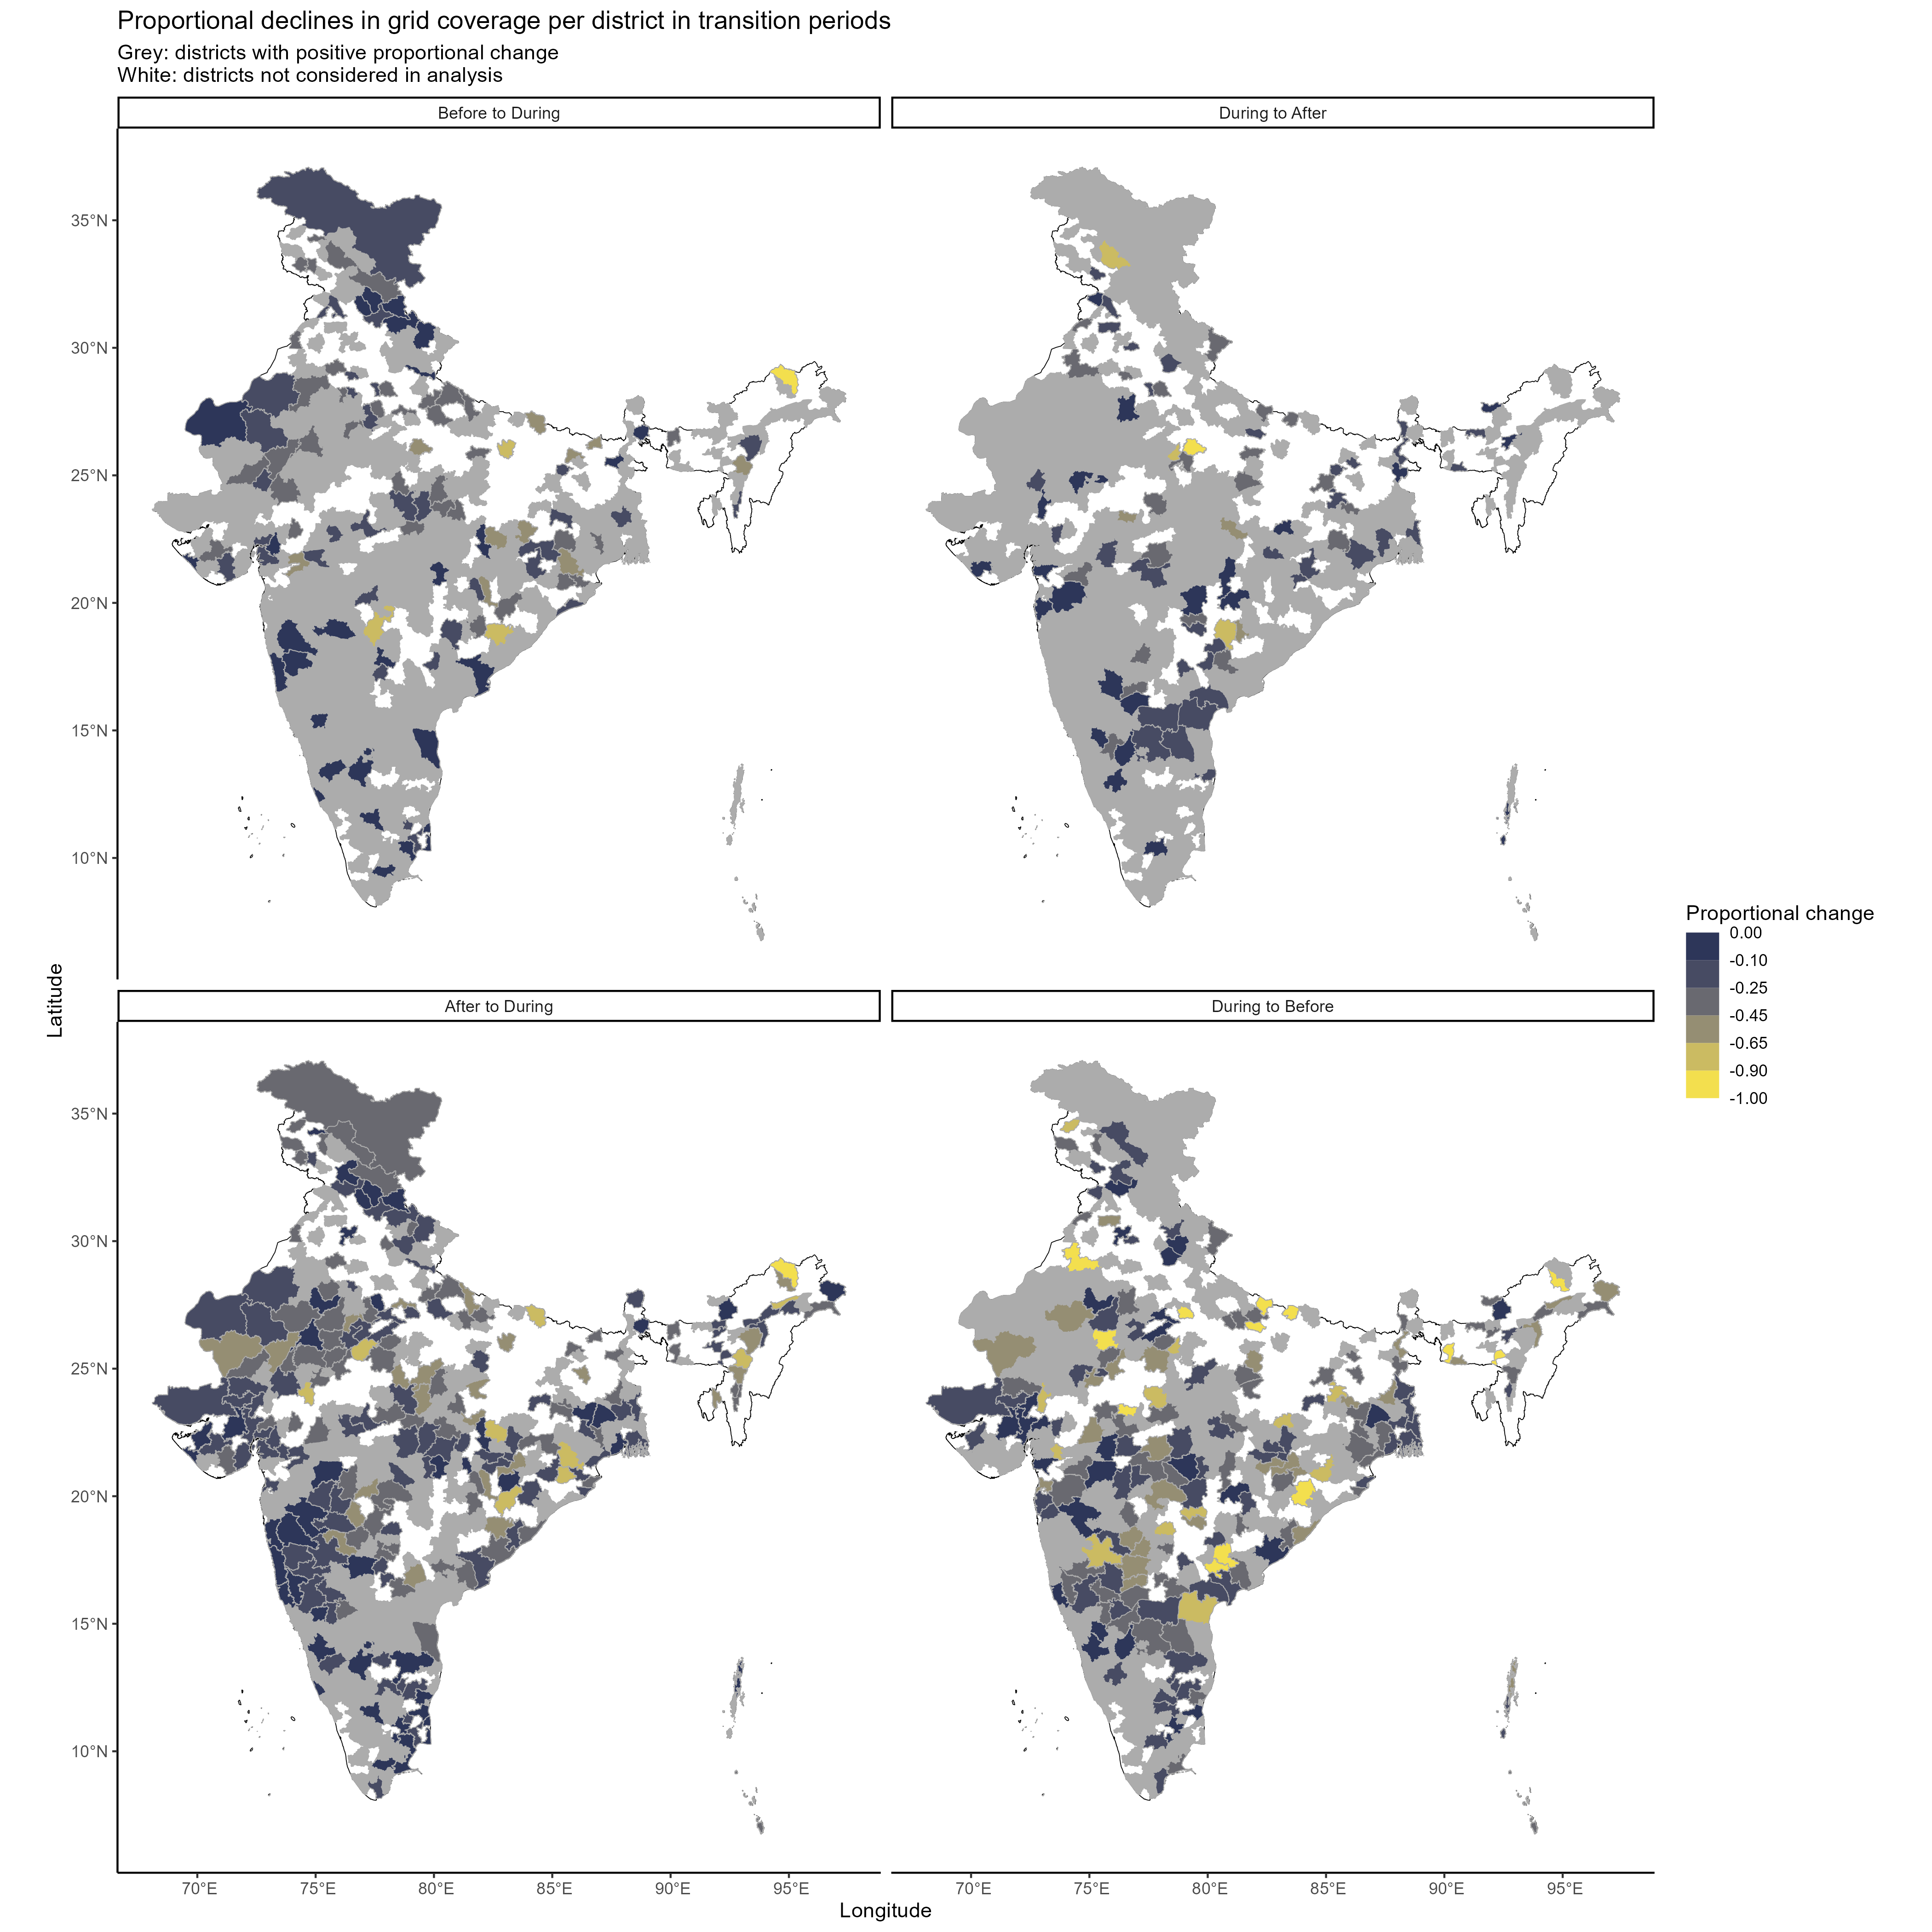 Proportional declines in grid coverage per district in transition periods
Grey: districts with positive proportional change
White: districts not considered in analysis
Before to During
During to After
35°N
30°N
25°N
20°N
15°N
10°N
After to During
During to Before
35°N
30°N
25°N
20°N
15°N
10°N
70°E
75°E
80°E
85°E
90°E
95°E
70°E
75°E
80°E
85°E
90°E
95°E
Longitude
Latitude
Proportional change
0.00
-0.10
-0.25
-0.45
-0.65
-0.90
-1.00